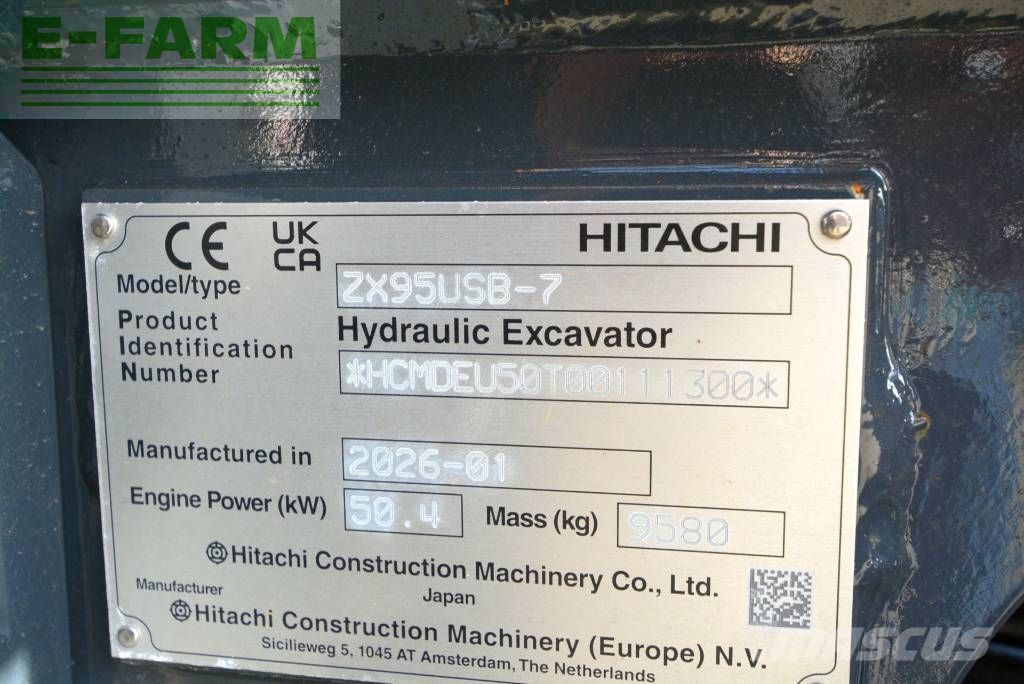 E-FARM
CE UK CA HITACHI
Model/type ZX95USB-7
Product Identification Number
Hydraulic Excavator
*HCMDEU50T00111300*
Manufactured in 2026-01
Engine Power (kW) 50.4 Mass (kg) 9580
Hitachi Construction Machinery Co., Ltd.
Japan
Manufacturer
Hitachi Construction Machinery (Europe) N.V.
Sicilieweg 5, 1045 AT Amsterdam, The Netherlands
MASCUS